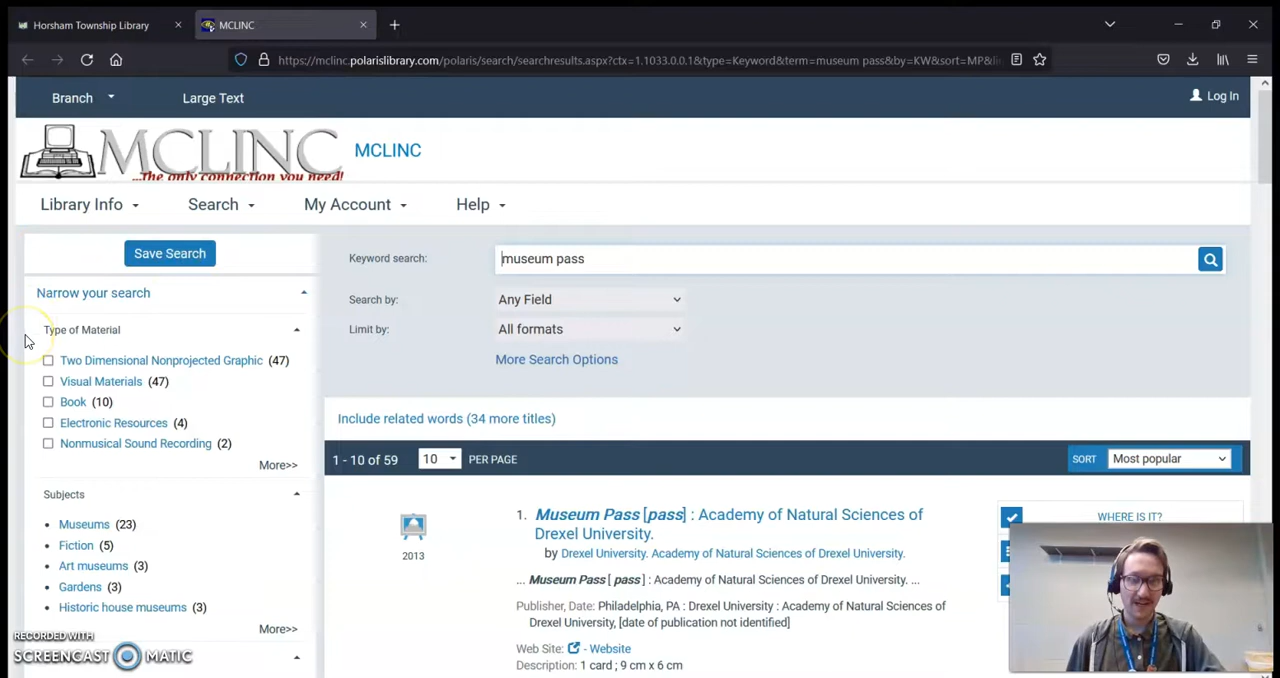 Horsham Township Library
MCLINC
https://mclinc.polarislibrary.com/polaris/search/searchresults.aspx?ctx=1.1033.0.0.1&type=Keyword&term=museum pass&by=KW&sort=MP&li
Branch
Large Text
Log In
MCLINC
...The only connection you need!
MCLINC
Library Info
Search
My Account
Help
Save Search
Keyword search:
museum pass
Narrow your search
Search by:
Any Field
Type of Material
Limit by:
All formats
Two Dimensional Nonprojected Graphic (47)
More Search Options
Visual Materials (47)
Book (10)
Electronic Resources (4)
Nonmusical Sound Recording (2)
More>>
Include related words (34 more titles)
1 - 10 of 59
10
PER PAGE
SORT
Most popular
Subjects
Museums (23)
Fiction (5)
Art museums (3)
Gardens (3)
Historic house museums (3)
More>>
2013
1. Museum Pass [pass] : Academy of Natural Sciences of
Drexel University.
by Drexel University. Academy of Natural Sciences of Drexel University.
... Museum Pass [ pass ] : Academy of Natural Sciences of Drexel University. ...
Publisher, Date: Philadelphia, PA : Drexel University : Academy of Natural Sciences of
Drexel University, [date of publication not identified]
Web Site: - Website
Description: 1 card ; 9 cm x 6 cm
WHERE IS IT?
RECORDED WITH
SCREENCAST MATIC